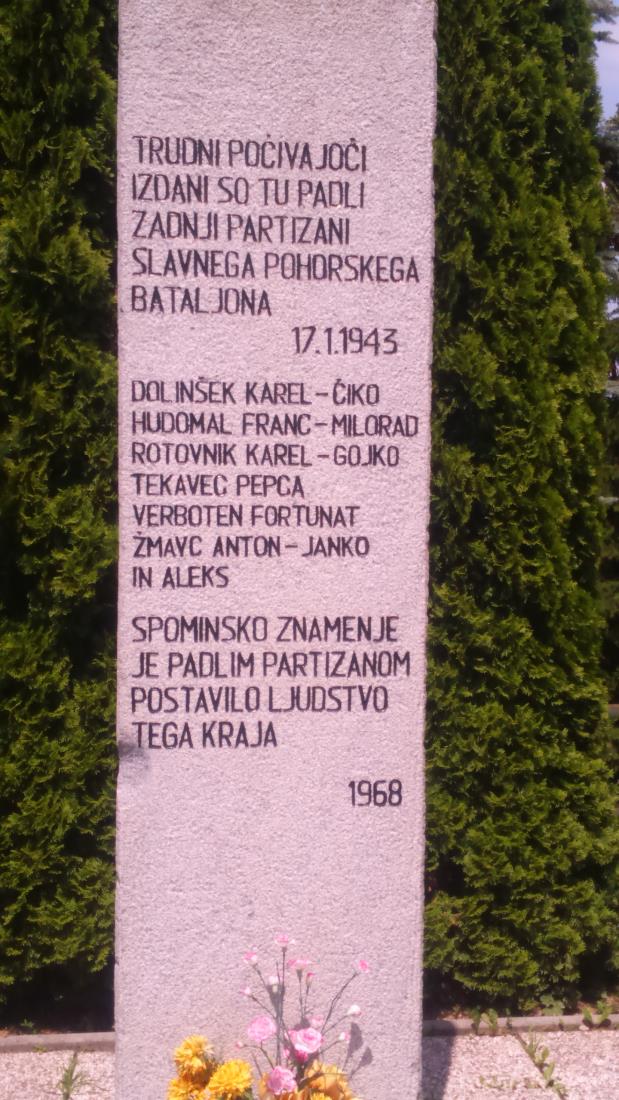 TRUDNI POČIVAJOČI
IZDANI SO TU PADLI
ZADNJI PARTIZANI
SLAVNEGA POHORSKEGA
BATALJONA
17.1.1943
DOLINŠEK KAREL – ČIKO
HUDOMAL FRANC – MILORAD
ROTOVNIK KAREL – GOJKO
TEKAVEC PEPCA
VERBOTEN FORTUNAT
ŽMAVC ANTON – JANKO
IN ALEKS
SPOMINSKO ZNAMENJE
JE PADLIM PARTIZANOM
POSTAVILO LJUDSTVO
TEGA KRAJA
1968